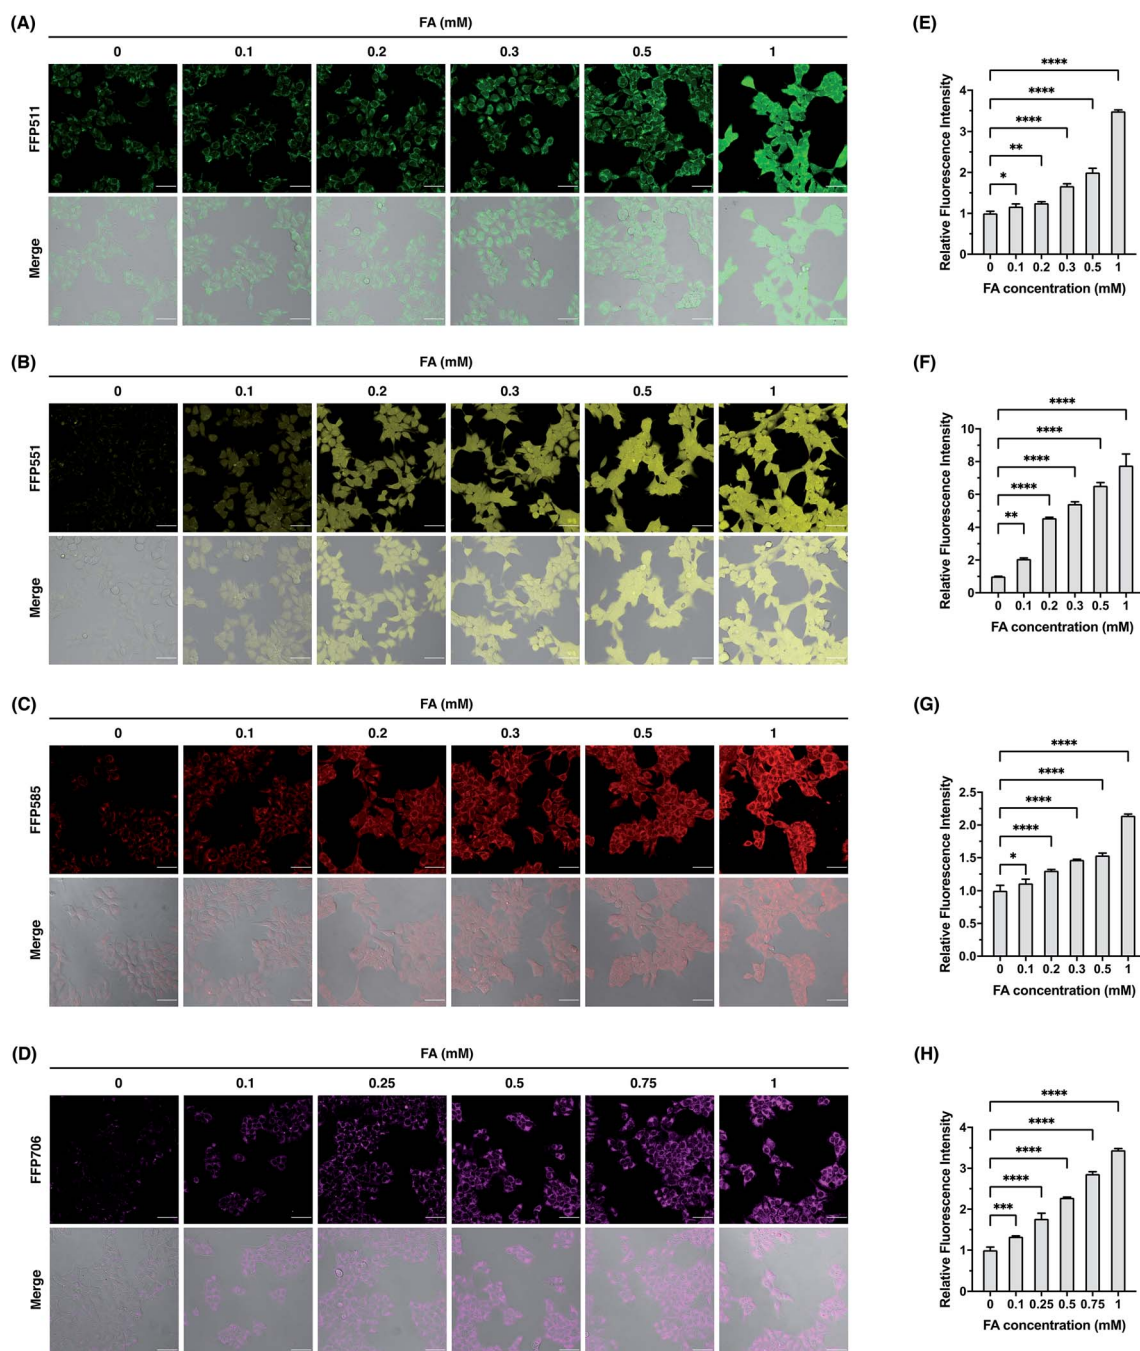 (A)
FA (mM)
0 0.1 0.2 0.3 0.5 1
FFP511
Merge
(E)
Relative Fluorescence Intensity
4
3
2
1
0
* ** **** **** ****
0 0.1 0.2 0.3 0.5 1
FA concentration (mM)
(B)
FA (mM)
0 0.1 0.2 0.3 0.5 1
FFP551
Merge
(F)
Relative Fluorescence Intensity
10
8
6
4
2
0
** **** **** **** ****
0 0.1 0.2 0.3 0.5 1
FA concentration (mM)
(C)
FA (mM)
0 0.1 0.2 0.3 0.5 1
FFP585
Merge
(G)
Relative Fluorescence Intensity
2.5
2.0
1.5
1.0
0.5
0.0
* **** **** **** ****
0 0.1 0.2 0.3 0.5 1
FA concentration (mM)
(D)
FA (mM)
0 0.1 0.25 0.5 0.75 1
FFP706
Merge
(H)
Relative Fluorescence Intensity
4
3
2
1
0
*** **** **** **** ****
0 0.1 0.25 0.5 0.75 1
FA concentration (mM)